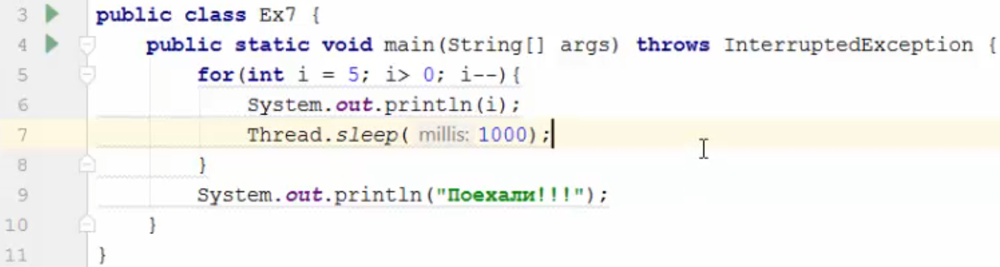 3 public class Ex7 {
4 public static void main(String[] args) throws InterruptedException {
5 for(int i = 5; i> 0; i--){
6 System.out.println(i);
7 Thread.sleep( millis: 1000);
8 }
9 System.out.println("Поехали!!!");
10 }
11 }